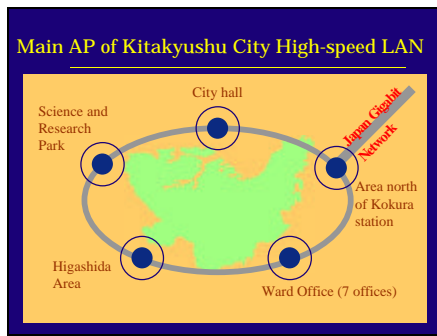 Main AP of Kitakyushu City High-speed LAN
City hall
Science and
Research
Park
Japan Gigabit
Network
Area north
of Kokura
station
Higashida
Area
Ward Office (7 offices)